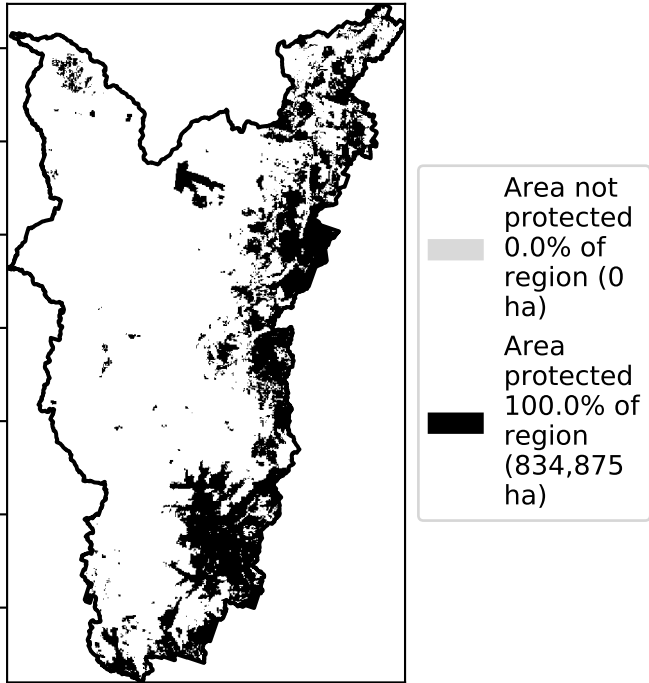 Area not
protected
0.0% of
region (0
ha)
Area
protected
100.0% of
region
(834,875
ha)